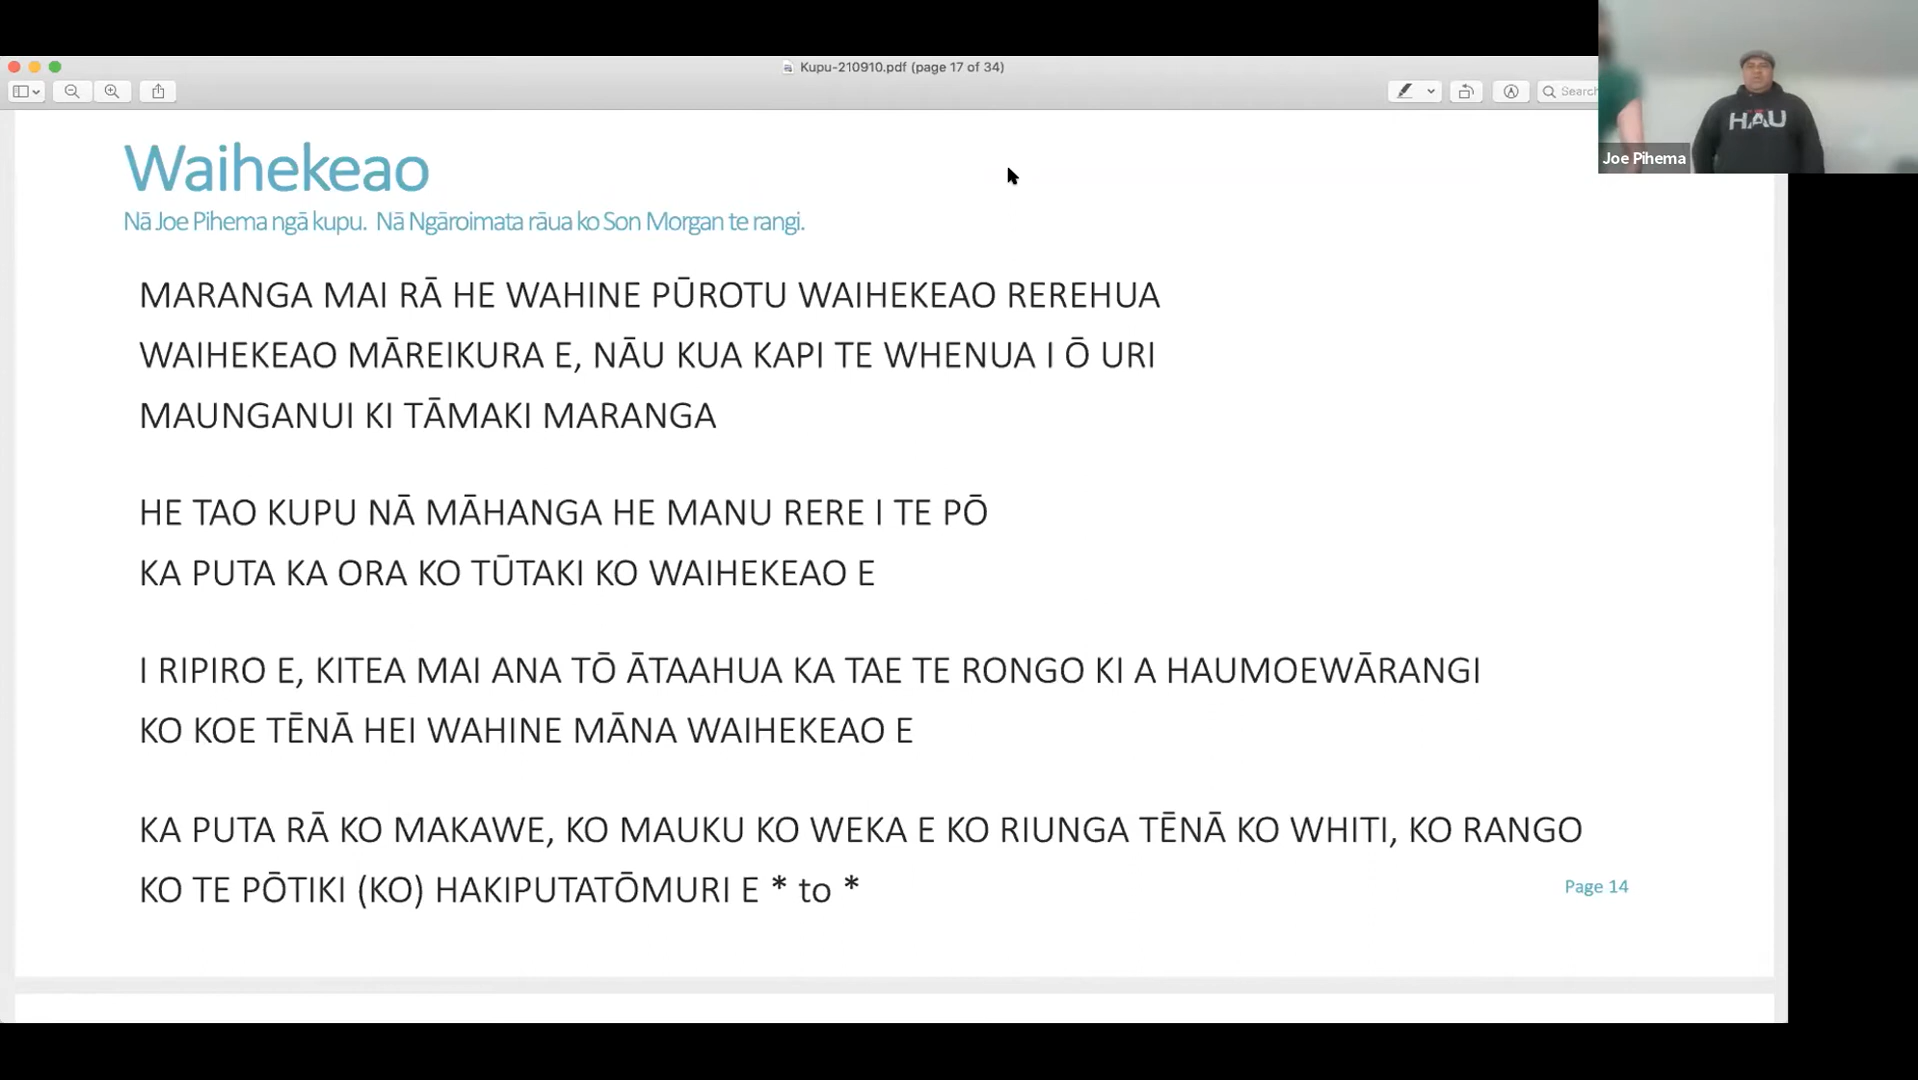 Kupu-210910.pdf (page 17 of 34)
Search
HAU
Joe Pihema
Waihekeao
Nā Joe Pihema ngā kupu. Nā Ngāroimata rāua ko Son Morgan te rangi.
MARANGA MAI RĀ HE WAHINE PŪROTU WAIHEKEAO REREHUA
WAIHEKEAO MĀREIKURA E, NĀU KUA KAPI TE WHENUA I Ō URI
MAUNGANUI KI TĀMAKI MARANGA
HE TAO KUPU NĀ MĀHANGA HE MANU RERE I TE PŌ
KA PUTA KA ORA KO TŪTAKI KO WAIHEKEAO E
I RIPIRO E, KITEA MAI ANA TŌ ĀTAAHUA KA TAE TE RONGO KI A HAUMOEWĀRANGI
KO KOE TĒNĀ HEI WAHINE MĀNA WAIHEKEAO E
KA PUTA RĀ KO MAKAWE, KO MAUKU KO WEKA E KO RIUNGA TĒNĀ KO WHITI, KO RANGO
KO TE PŌTIKI (KO) HAKIPUTATŌMURI E * to *
Page 14